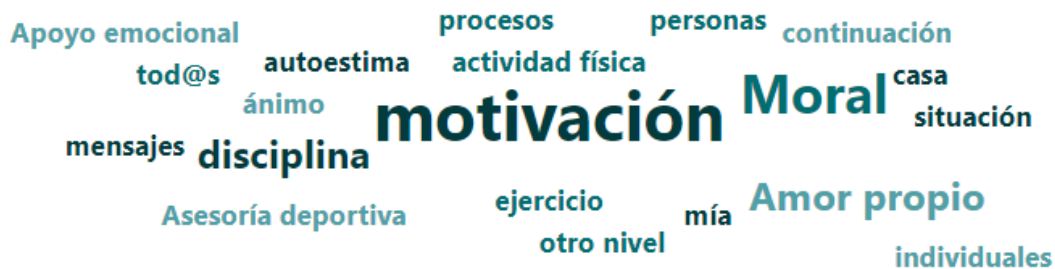 procesos
personas
Apoyo emocional
continuación
autoestima
actividad física
tod@s
casa
Moral
ánimo
motivación
situación
mensajes
disciplina
Amor propio
ejercicio
Asesoría deportiva
mía
otro nivel
individuales